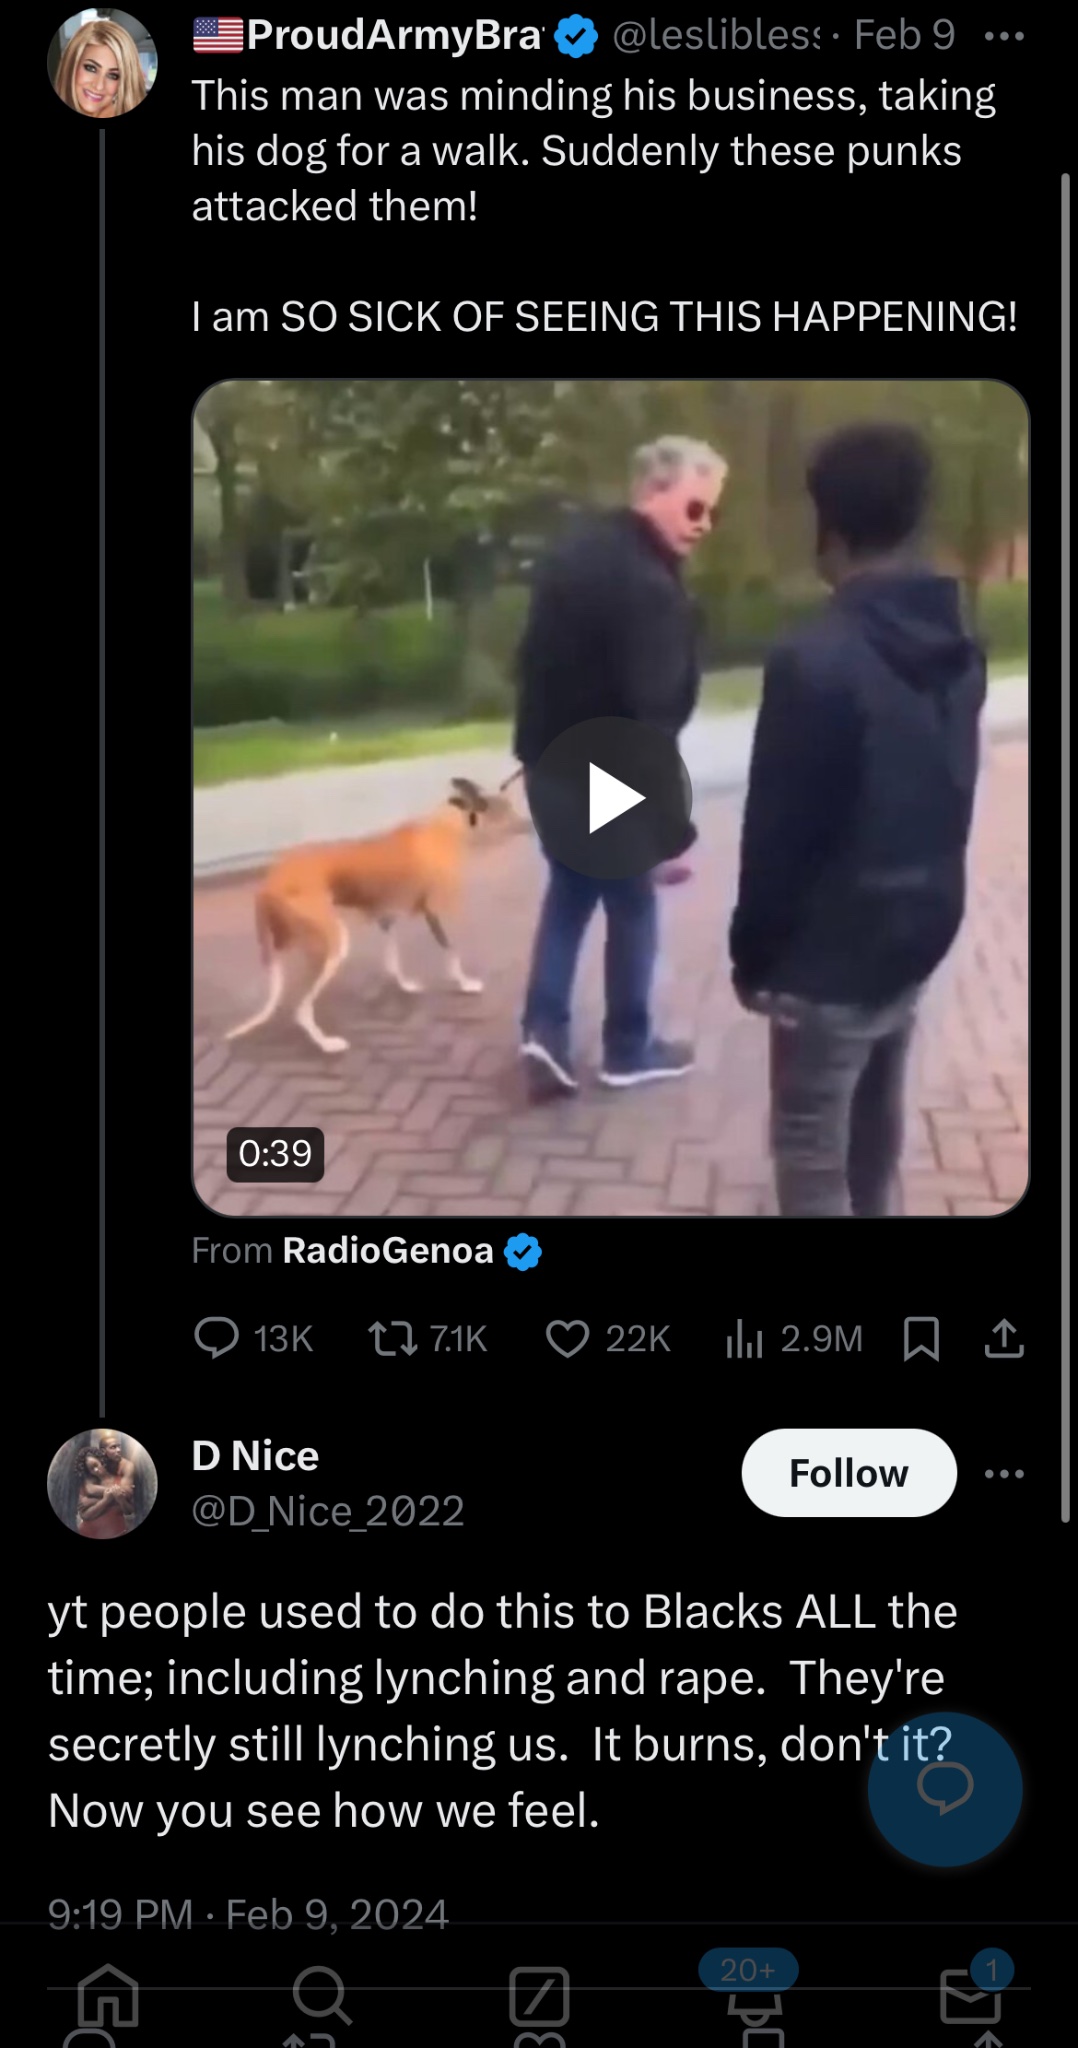 🇺🇸ProudArmyBra @leslibless · Feb 9
This man was minding his business, taking
his dog for a walk. Suddenly these punks
attacked them!
I am SO SICK OF SEEING THIS HAPPENING!
0:39
From RadioGenoa
13K 7.1K 22K 2.9M
D Nice
Follow
@D_Nice_2022
yt people used to do this to Blacks ALL the
time; including lynching and rape.  They're
secretly still lynching us.  It burns, don't it?
Now you see how we feel.
9:19 PM · Feb 9, 2024
20+
1